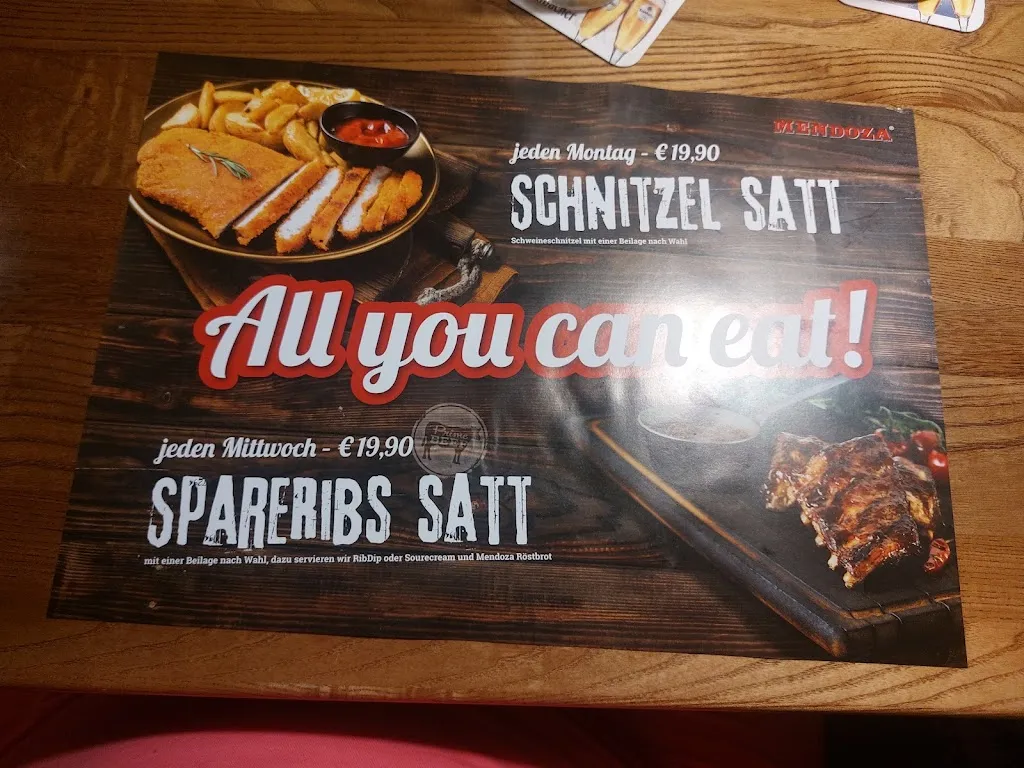 MENDOZA
jeden Montag - € 19,90
SCHNITZEL SATT
Schweineschnitzel mit einer Beilage nach Wahl
All you can eat!
jeden Mittwoch - € 19,90
SPARERIBS SATT
mit einer Beilage nach Wahl, dazu servieren wir RibDip oder Sourecream und Mendoza Röstbrot